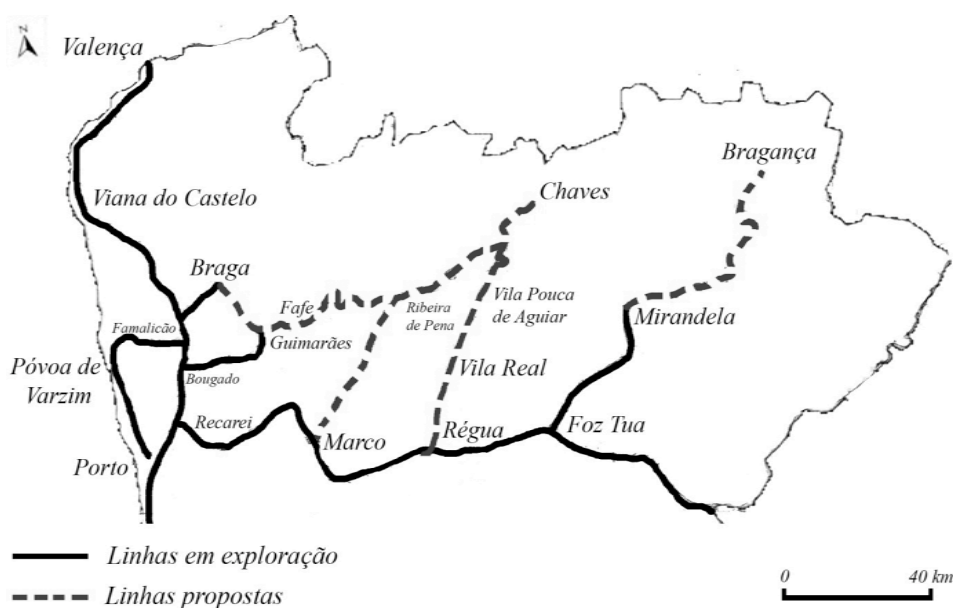 N
Valença
Bragança
Chaves
Viana do Castelo
Braga
Fafe
Ribeira
de Pena
Vila Pouca
de Aguiar
Mirandela
Famalicão
Guimarães
Póvoa de
Varzim
Bougado
Vila Real
Recarei
Marco
Régua
Foz Tua
Porto
Linhas em exploração
0
40 km
Linhas propostas